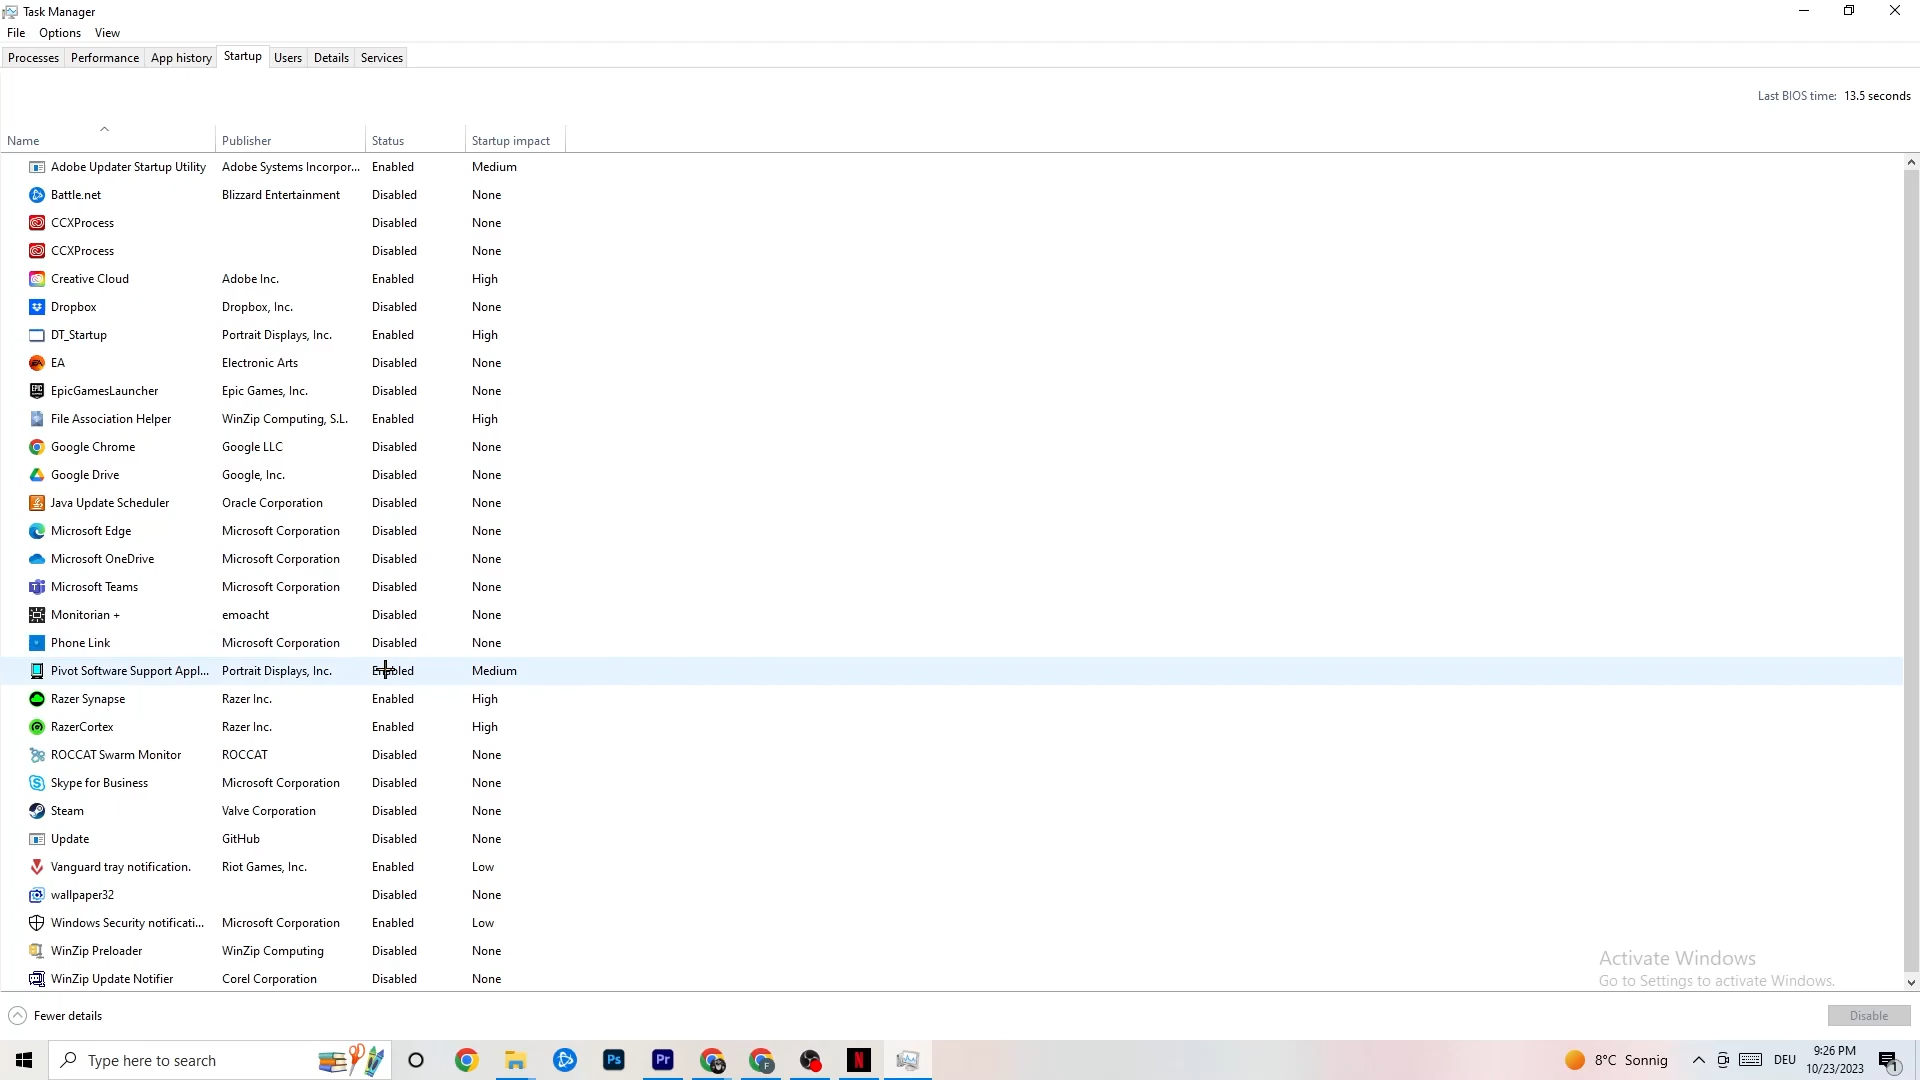 Task Manager
File Options View
Processes Performance App history Startup Users Details Services
Last BIOS time: 13.5 seconds
Name Publisher Status Startup impact
Adobe Updater Startup Utility Adobe Systems Incorpor... Enabled Medium
Battle.net Blizzard Entertainment Disabled None
CCXProcess Disabled None
CCXProcess Disabled None
Creative Cloud Adobe Inc. Enabled High
Dropbox Dropbox, Inc. Disabled None
DT_Startup Portrait Displays, Inc. Enabled High
EA Electronic Arts Disabled None
EpicGamesLauncher Epic Games, Inc. Disabled None
File Association Helper WinZip Computing, S.L. Enabled High
Google Chrome Google LLC Disabled None
Google Drive Google, Inc. Disabled None
Java Update Scheduler Oracle Corporation Disabled None
Microsoft Edge Microsoft Corporation Disabled None
Microsoft OneDrive Microsoft Corporation Disabled None
Microsoft Teams Microsoft Corporation Disabled None
Monitorian + emoacht Disabled None
Phone Link Microsoft Corporation Disabled None
Pivot Software Support Appl... Portrait Displays, Inc. Enabled Medium
Razer Synapse Razer Inc. Enabled High
RazerCortex Razer Inc. Enabled High
ROCCAT Swarm Monitor ROCCAT Disabled None
Skype for Business Microsoft Corporation Disabled None
Steam Valve Corporation Disabled None
Update GitHub Disabled None
Vanguard tray notification. Riot Games, Inc. Enabled Low
wallpaper32 Disabled None
Windows Security notificati... Microsoft Corporation Enabled Low
WinZip Preloader WinZip Computing Disabled None
WinZip Update Notifier Corel Corporation Disabled None
Activate Windows
Go to Settings to activate Windows.
Fewer details Disable
Type here to search Ps Pr F N 8°C Sonnig DEU 9:26 PM
10/23/2023 1